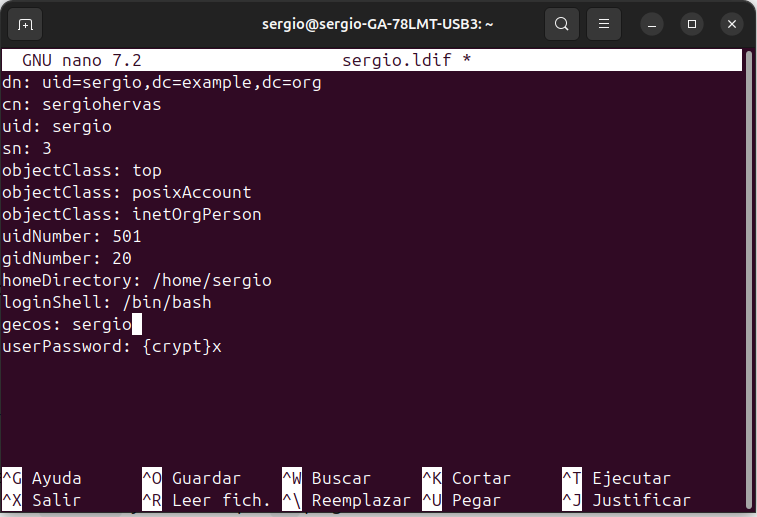 sergio@sergio-GA-78LMT-USB3: ~
GNU nano 7.2 sergio.ldif *
dn: uid=sergio,dc=example,dc=org
cn: sergiohervas
uid: sergio
sn: 3
objectClass: top
objectClass: posixAccount
objectClass: inetOrgPerson
uidNumber: 501
gidNumber: 20
homeDirectory: /home/sergio
loginShell: /bin/bash
gecos: sergio
userPassword: {crypt}x
^G Ayuda ^O Guardar ^W Buscar ^K Cortar ^T Ejecutar
^X Salir ^R Leer fich. ^\ Reemplazar ^U Pegar ^J Justificar